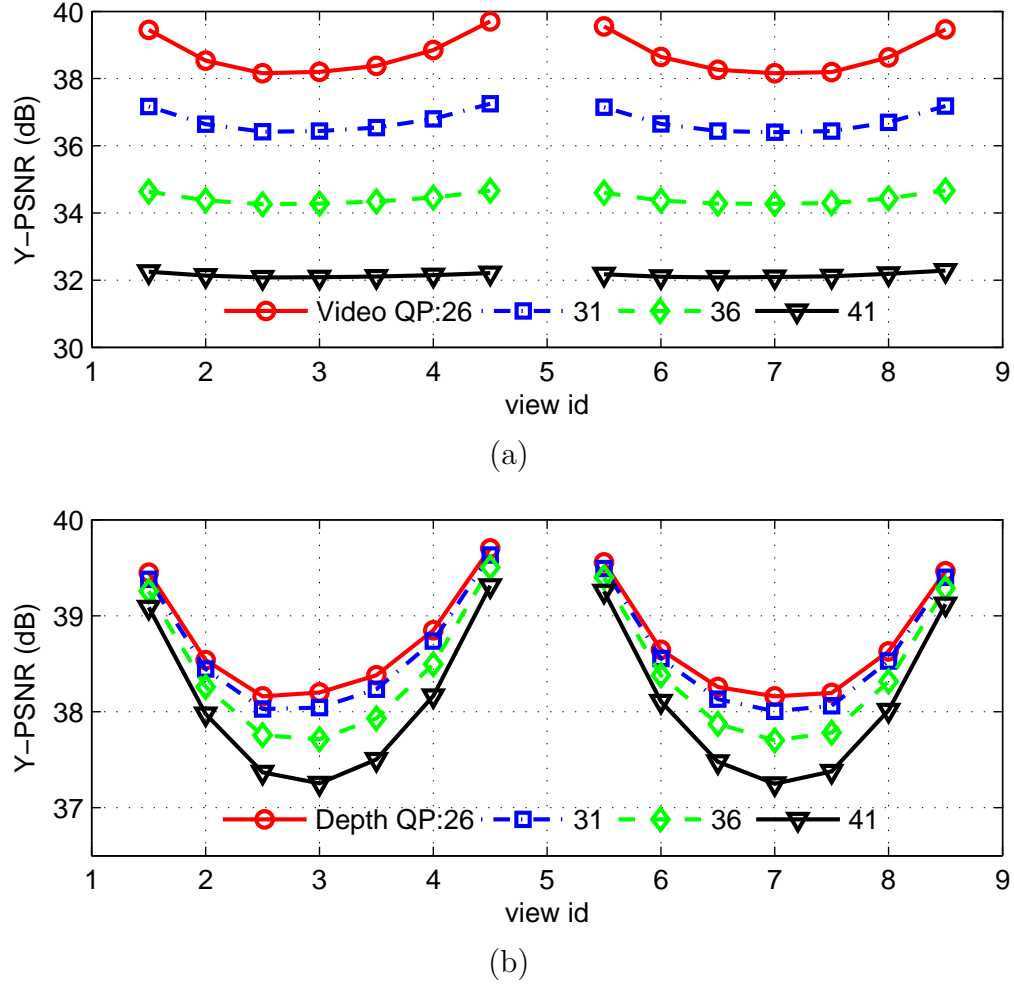 40
38
36
34
32
30
Y−PSNR (dB)
Video QP:26 31 36 41
1 2 3 4 5 6 7 8 9
view id
(a)
40
39
38
37
Y−PSNR (dB)
Depth QP:26 31 36 41
1 2 3 4 5 6 7 8 9
view id
(b)